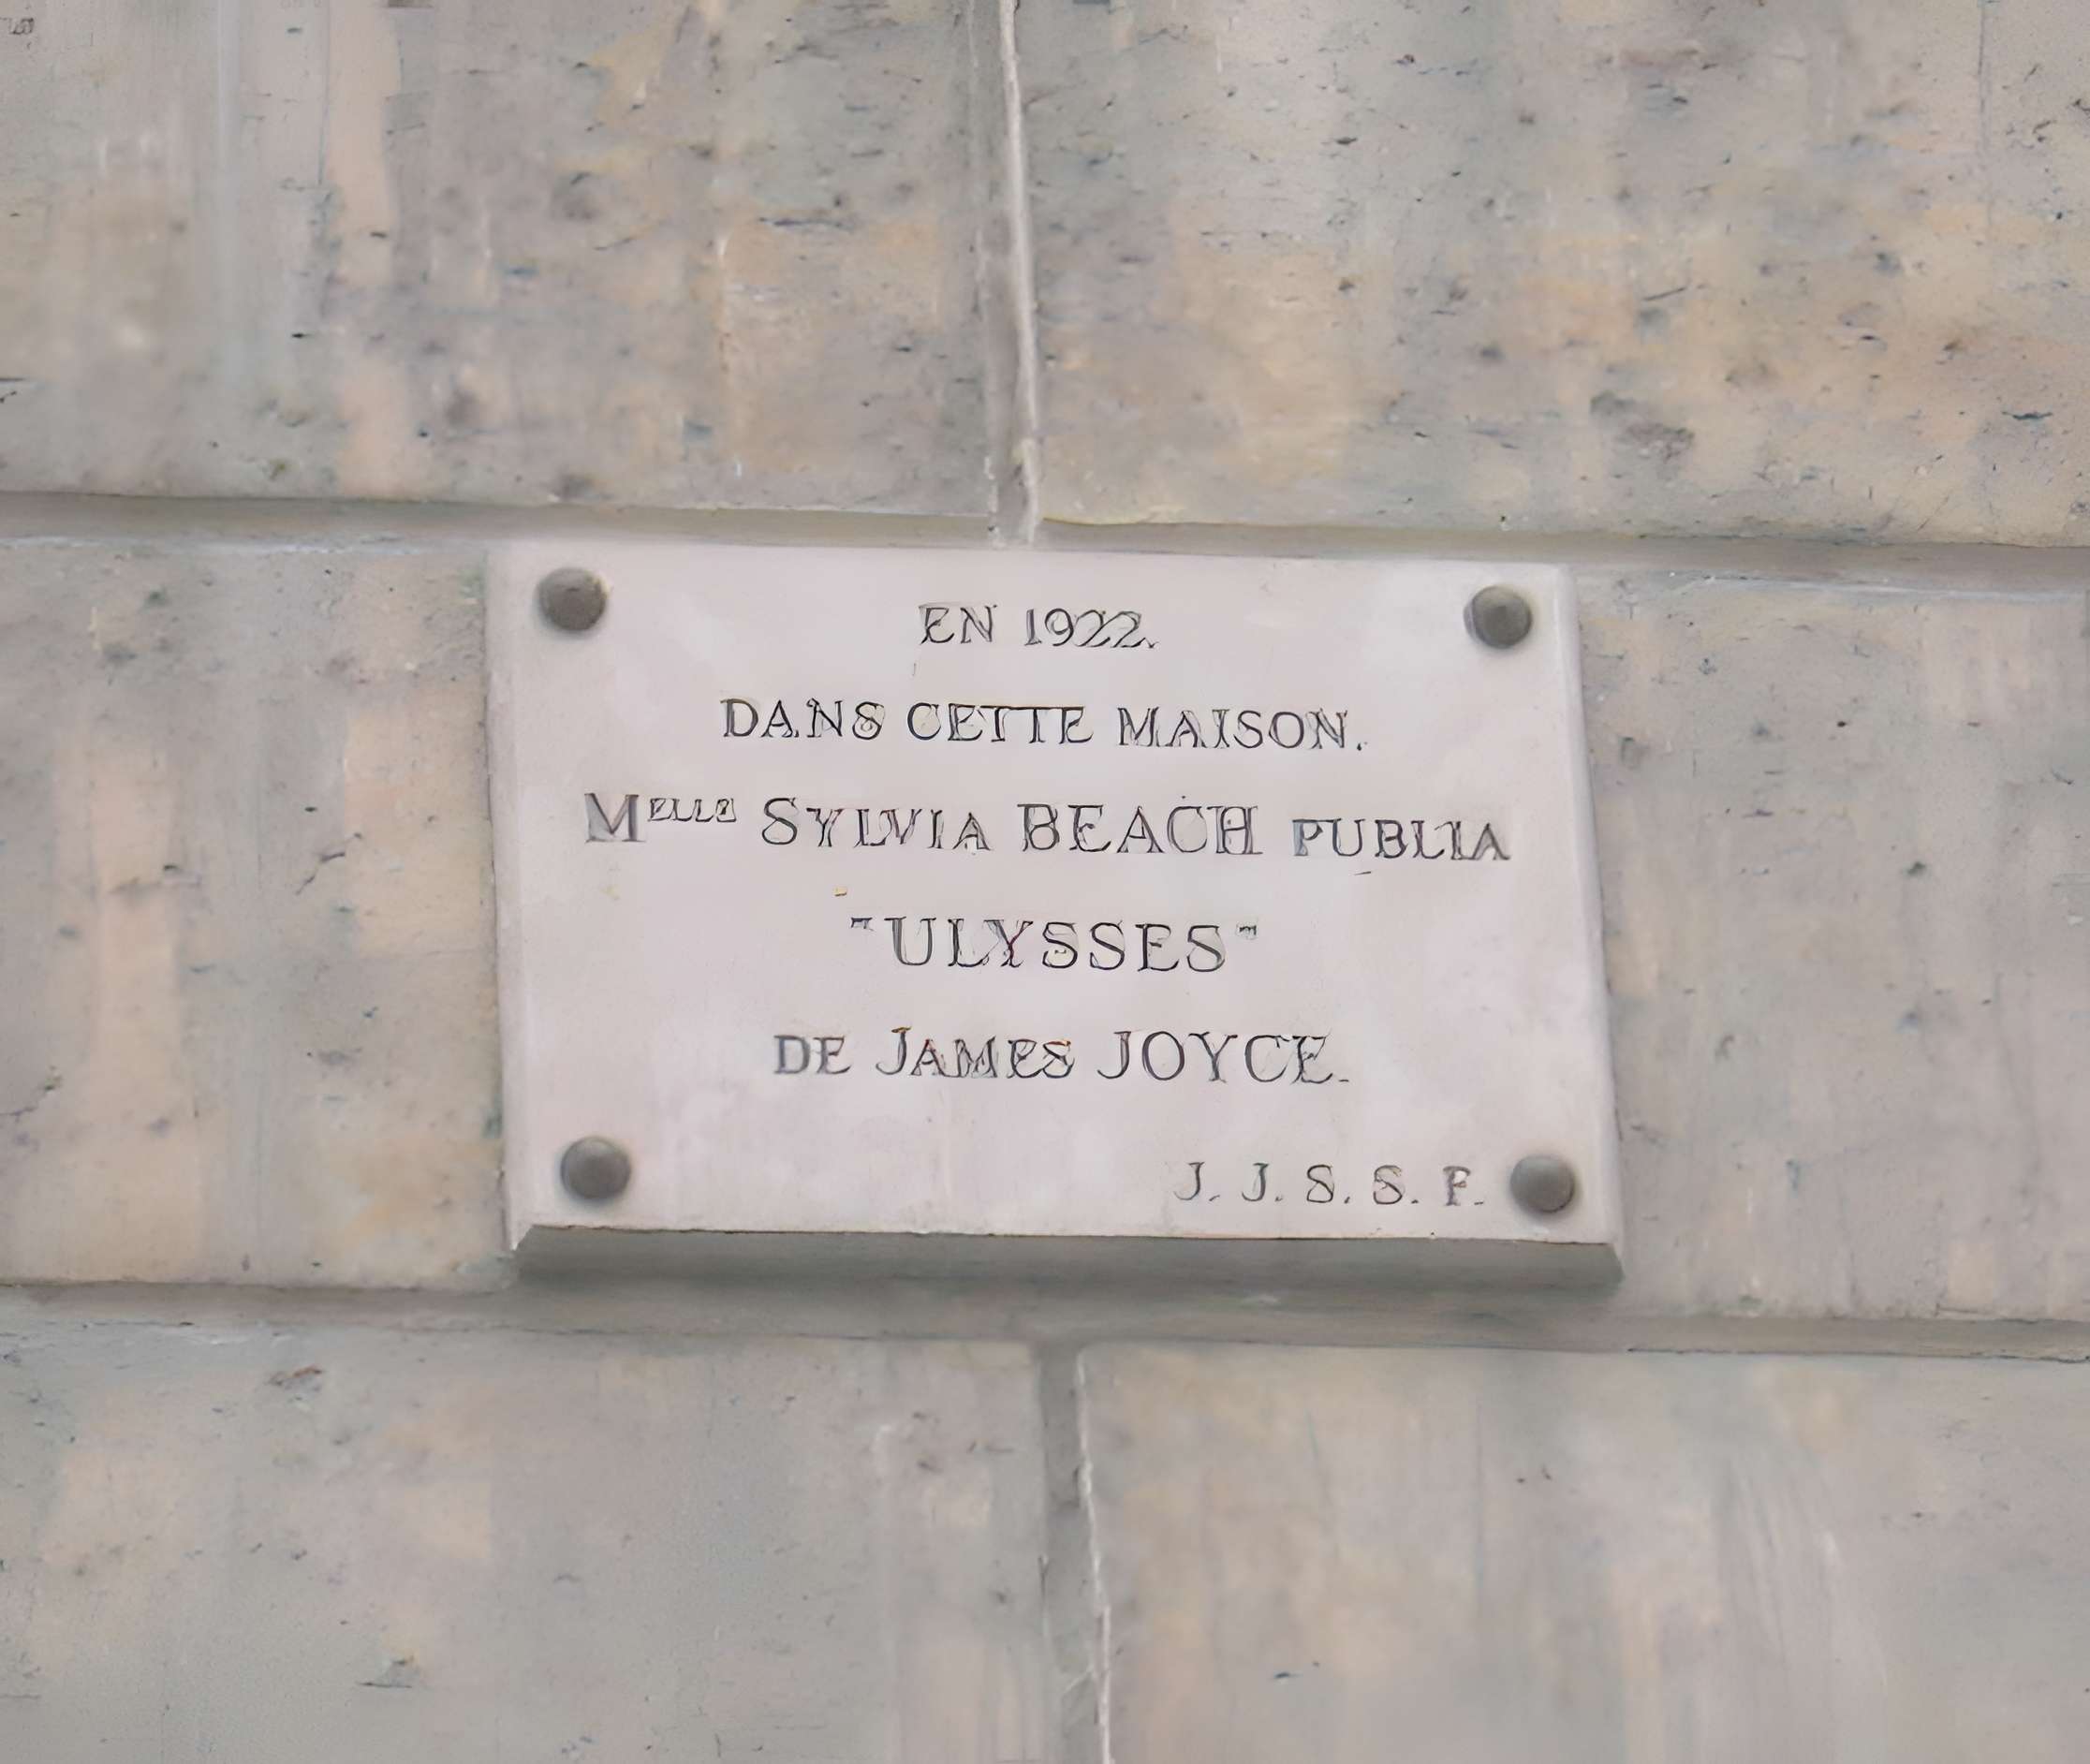 EN 1922.
DANS CETTE MAISON.
Melle SYLVIA BEACH PUBLIA
"ULYSSES"
DE JAMES JOYCE.
J. J. S. S. F.